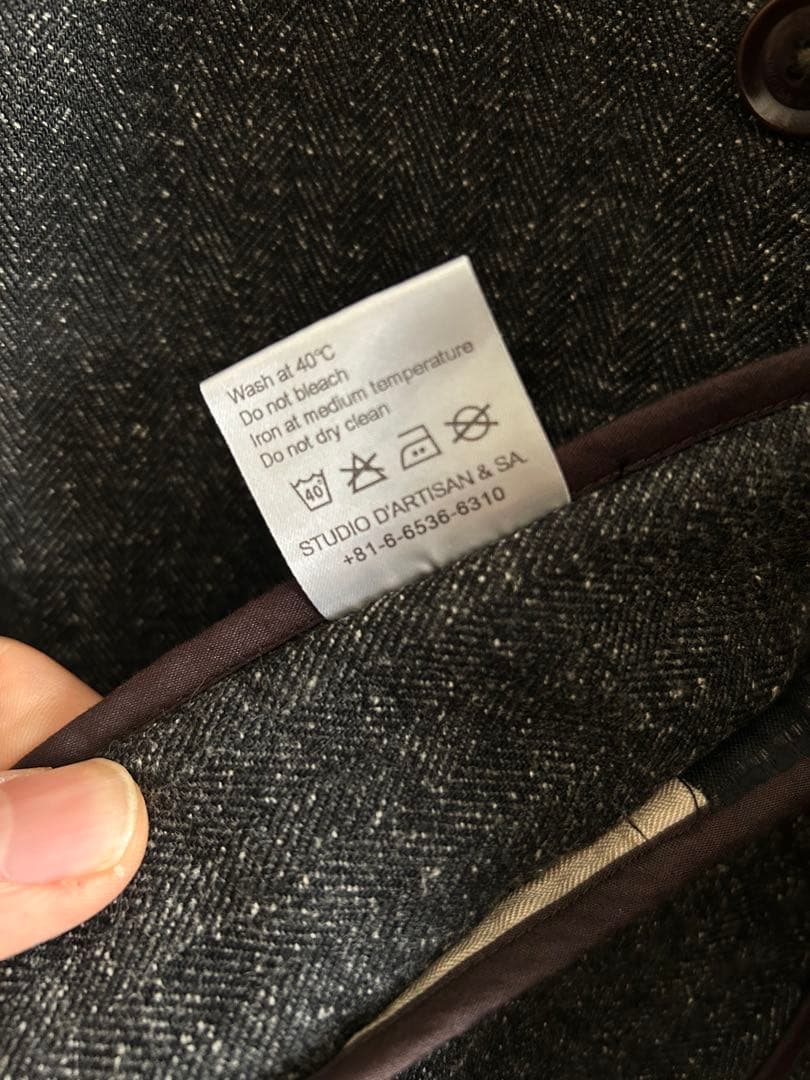 Wash at 40°C
Do not bleach
Iron at medium temperature
Do not dry clean
40
STUDIO D'ARTISAN & SA.
+81-6-6536-6310